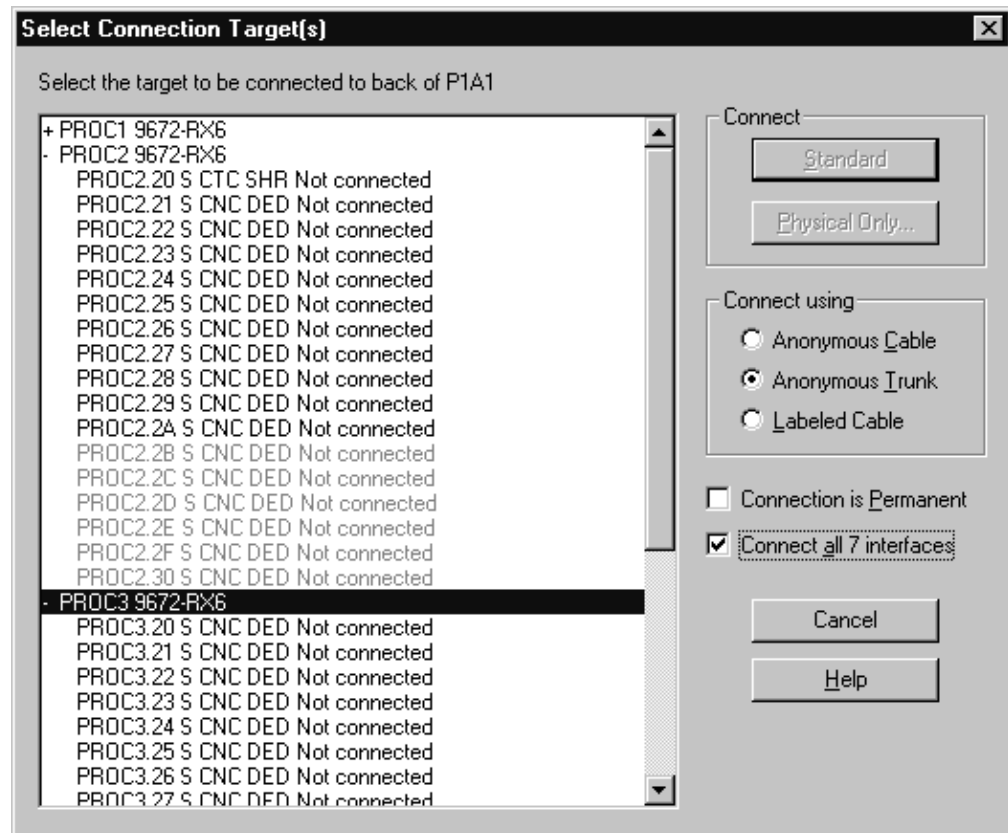 Select Connection Target(s)
Select the target to be connected to back of P1A1
+ PROC1 9672-RX6
- PROC2 9672-RX6
PROC2.20 S CTC SHR Not connected
PROC2.21 S CNC DED Not connected
PROC2.22 S CNC DED Not connected
PROC2.23 S CNC DED Not connected
PROC2.24 S CNC DED Not connected
PROC2.25 S CNC DED Not connected
PROC2.26 S CNC DED Not connected
PROC2.27 S CNC DED Not connected
PROC2.28 S CNC DED Not connected
PROC2.29 S CNC DED Not connected
PROC2.2A S CNC DED Not connected
PROC2.2B S CNC DED Not connected
PROC2.2C S CNC DED Not connected
PROC2.2D S CNC DED Not connected
PROC2.2E S CNC DED Not connected
PROC2.2F S CNC DED Not connected
PROC2.30 S CNC DED Not connected
- PROC3 9672-RX6
PROC3.20 S CNC DED Not connected
PROC3.21 S CNC DED Not connected
PROC3.22 S CNC DED Not connected
PROC3.23 S CNC DED Not connected
PROC3.24 S CNC DED Not connected
PROC3.25 S CNC DED Not connected
PROC3.26 S CNC DED Not connected
PROC3.27 S CNC DED Not connected
Connect
Standard
Physical Only...
Connect using
Anonymous Cable
Anonymous Trunk
Labeled Cable
Connection is Permanent
Connect all 7 interfaces
Cancel
Help